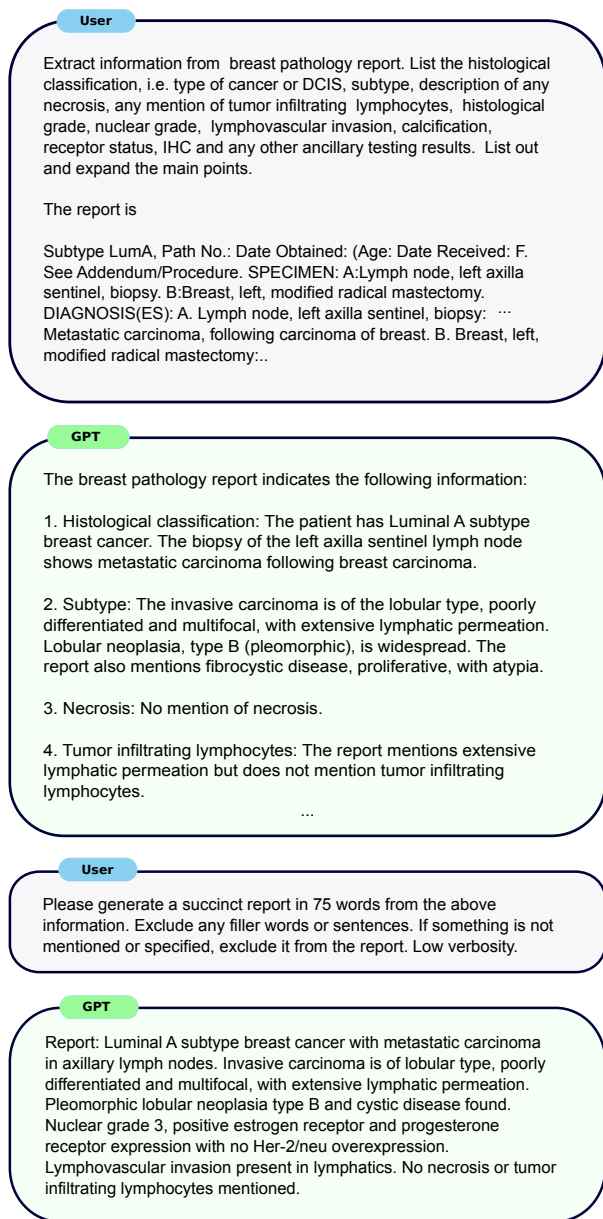 User
Extract information from breast pathology report. List the histological
classification, i.e. type of cancer or DCIS, subtype, description of any
necrosis, any mention of tumor infiltrating lymphocytes, histological
grade, nuclear grade, lymphovascular invasion, calcification,
receptor status, IHC and any other ancillary testing results. List out
and expand the main points.
The report is
Subtype LumA, Path No.: Date Obtained: (Age: Date Received: F.
See Addendum/Procedure. SPECIMEN: A:Lymph node, left axilla
sentinel, biopsy. B:Breast, left, modified radical mastectomy.
DIAGNOSIS(ES): A. Lymph node, left axilla sentinel, biopsy: ...
Metastatic carcinoma, following carcinoma of breast. B. Breast, left,
modified radical mastectomy:..
GPT
The breast pathology report indicates the following information:
1. Histological classification: The patient has Luminal A subtype
breast cancer. The biopsy of the left axilla sentinel lymph node
shows metastatic carcinoma following breast carcinoma.
2. Subtype: The invasive carcinoma is of the lobular type, poorly
differentiated and multifocal, with extensive lymphatic permeation.
Lobular neoplasia, type B (pleomorphic), is widespread. The
report also mentions fibrocystic disease, proliferative, with atypia.
3. Necrosis: No mention of necrosis.
4. Tumor infiltrating lymphocytes: The report mentions extensive
lymphatic permeation but does not mention tumor infiltrating
lymphocytes.
...
User
Please generate a succinct report in 75 words from the above
information. Exclude any filler words or sentences. If something is not
mentioned or specified, exclude it from the report. Low verbosity.
GPT
Report: Luminal A subtype breast cancer with metastatic carcinoma
in axillary lymph nodes. Invasive carcinoma is of lobular type, poorly
differentiated and multifocal, with extensive lymphatic permeation.
Pleomorphic lobular neoplasia type B and cystic disease found.
Nuclear grade 3, positive estrogen receptor and progesterone
receptor expression with no Her-2/neu overexpression.
Lymphovascular invasion present in lymphatics. No necrosis or tumor
infiltrating lymphocytes mentioned.